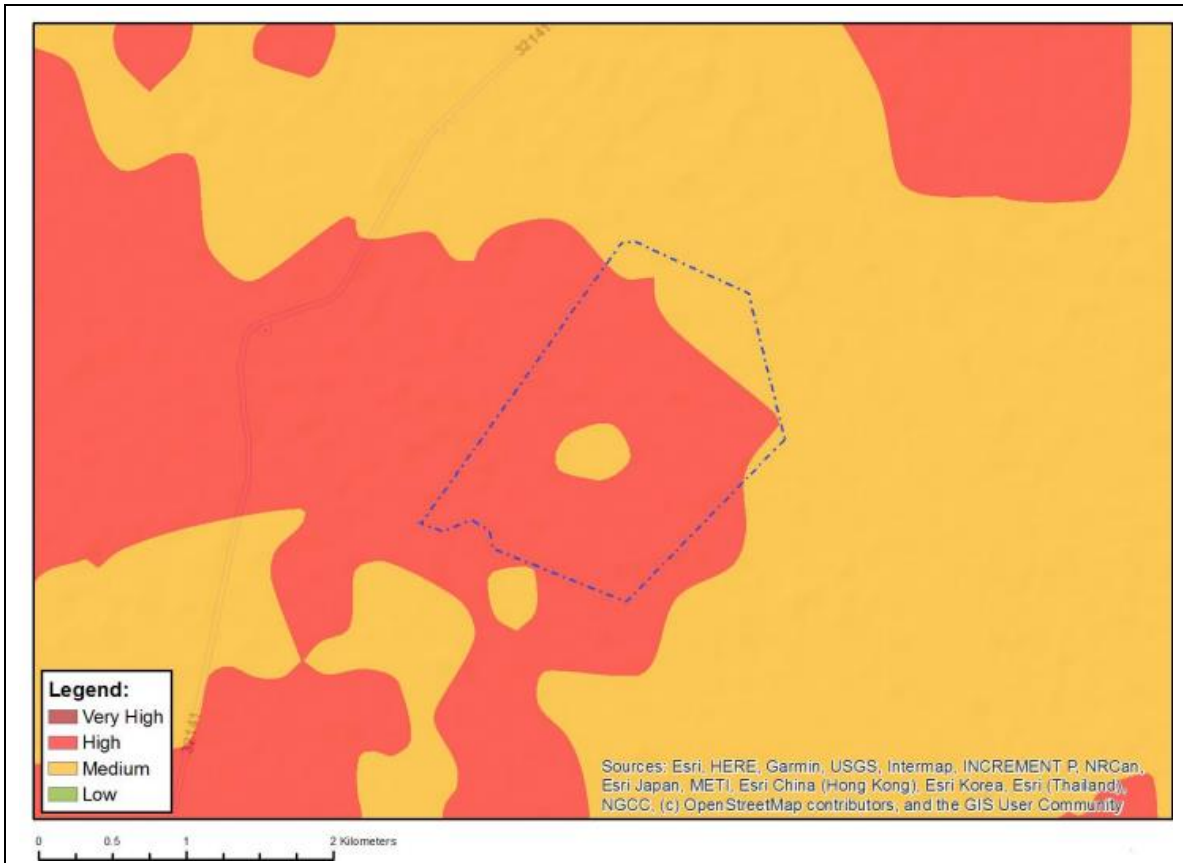 32141
32141
Legend:
Very High
High
Medium
Low
Sources: Esri, HERE, Garmin, USGS, Intermap, INCREMENT P, NRCan,
Esri Japan, METI, Esri China (Hong Kong), Esri Korea, Esri (Thailand),
NGCC, (c) OpenStreetMap contributors, and the GIS User Community
0 0.5 1 2 Kilometers